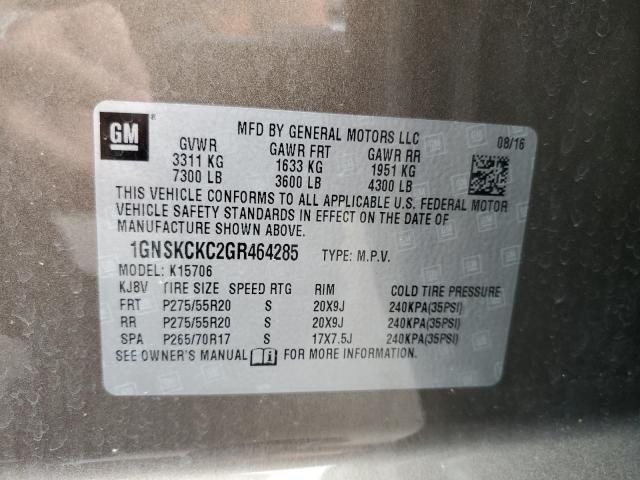 GM ®
MFD BY GENERAL MOTORS LLC 08/16
GVWR GAWR FRT GAWR RR
3311 KG 1633 KG 1951 KG
7300 LB 3600 LB 4300 LB
THIS VEHICLE CONFORMS TO ALL APPLICABLE U.S. FEDERAL MOTOR
VEHICLE SAFETY STANDARDS IN EFFECT ON THE DATE OF
MANUFACTURE SHOWN ABOVE.
1GNSKCKC2GR464285 TYPE: M.P.V.
MODEL: K15706
KJ8V TIRE SIZE SPEED RTG RIM COLD TIRE PRESSURE
FRT P275/55R20 S 20X9J 240KPA(35PSI)
RR P275/55R20 S 20X9J 240KPA(35PSI)
SPA P265/70R17 S 17X7.5J 240KPA(35PSI)
SEE OWNER'S MANUAL FOR MORE INFORMATION.